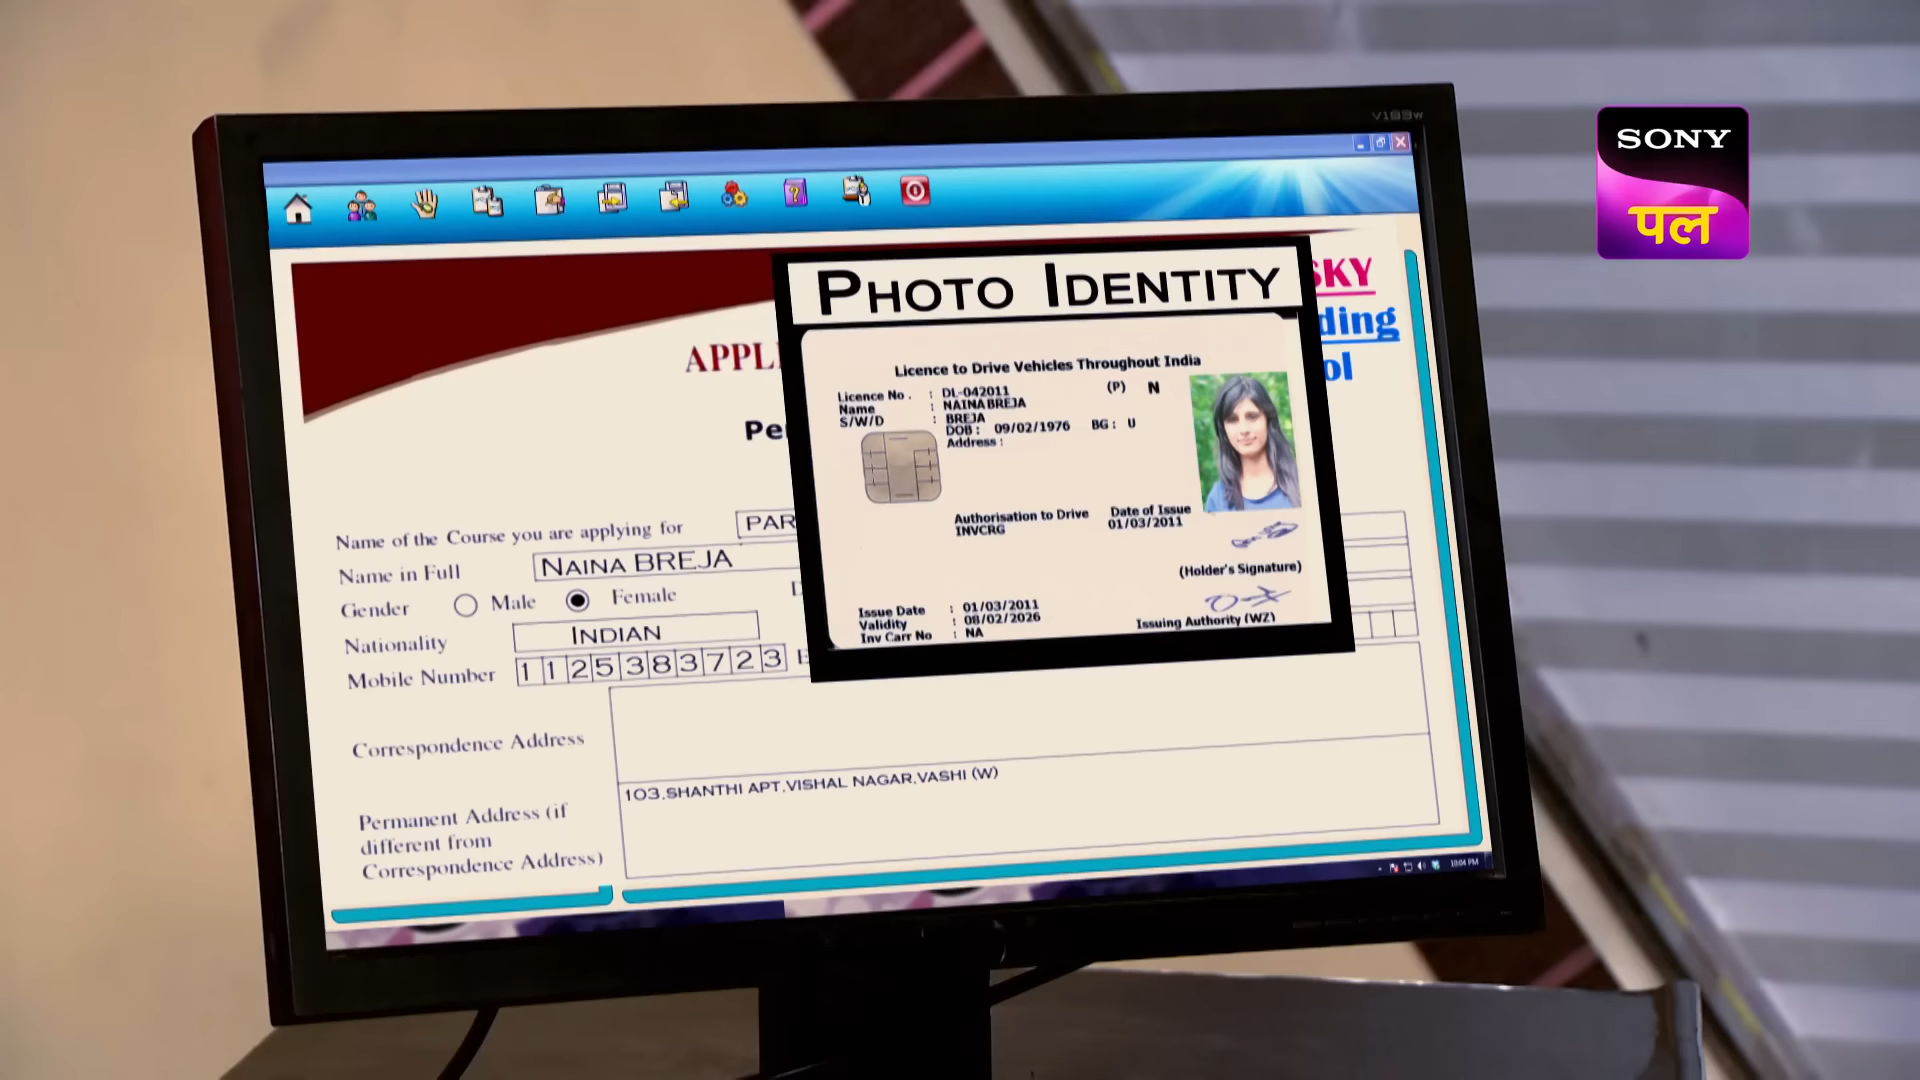 V193w
SONY
पल
SKY
ding
ol
APPL
Pe
PHOTO IDENTITY
Licence to Drive Vehicles Throughout India
Licence No. : DL-042011 (P) N
Name : NAINA BREJA
S/W/D : BREJA
DOB : 09/02/1976 BG : U
Address :
Authorisation to Drive Date of Issue
INVCRG 01/03/2011
(Holder's Signature)
Issue Date : 01/03/2011
Validity : 08/02/2026
Inv Carr No : NA
Issuing Authority (WZ)
Name of the Course you are applying for PAR
Name in Full NAINA BREJA
Gender Male Female D
Nationality INDIAN
Mobile Number 1125383723 E
Correspondence Address
Permanent Address (if
different from
Correspondence Address)
103,SHANTHI APT,VISHAL NAGAR,VASHI (W)
10:04 PM